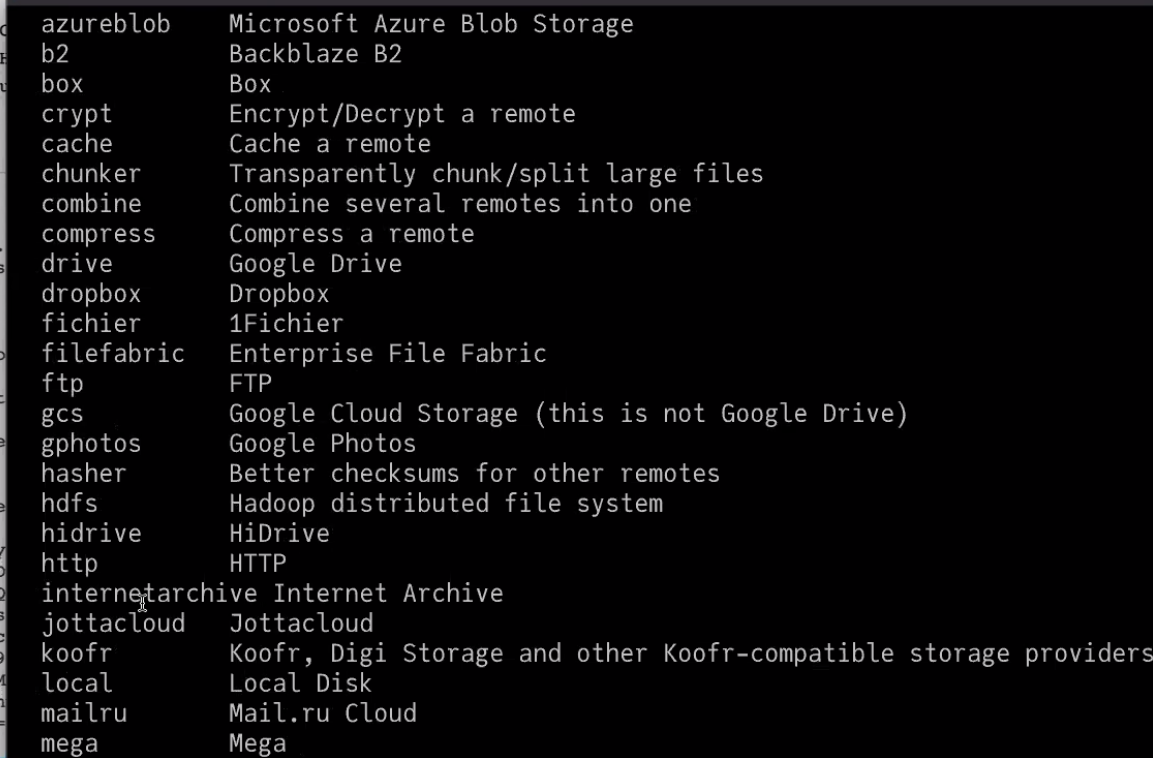 azureblob Microsoft Azure Blob Storage
b2 Backblaze B2
box Box
crypt Encrypt/Decrypt a remote
cache Cache a remote
chunker Transparently chunk/split large files
combine Combine several remotes into one
compress Compress a remote
drive Google Drive
dropbox Dropbox
fichier 1Fichier
filefabric Enterprise File Fabric
ftp FTP
gcs Google Cloud Storage (this is not Google Drive)
gphotos Google Photos
hasher Better checksums for other remotes
hdfs Hadoop distributed file system
hidrive HiDrive
http HTTP
internetarchive Internet Archive
jottacloud Jottacloud
koofr Koofr, Digi Storage and other Koofr-compatible storage providers
local Local Disk
mailru Mail.ru Cloud
mega Mega